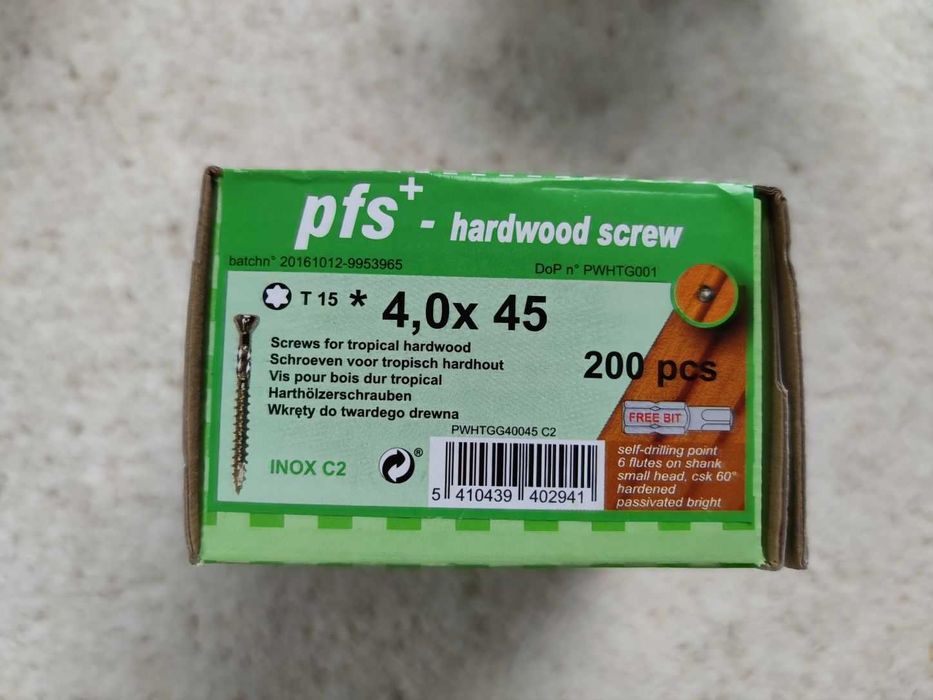 pfs+ - hardwood screw
batchn° 20161012-9953965
DoP n° PWHTG001
T 15 * 4,0x 45
Screws for tropical hardwood
Schroeven voor tropisch hardhout
Vis pour bois dur tropical
Harthölzerschrauben
Wkręty do twardego drewna
200 pcs
FREE BIT
PWHTGG40045 C2
INOX C2
®
5 410439 402941
self-drilling point
6 flutes on shank
small head, csk 60°
hardened
passivated bright